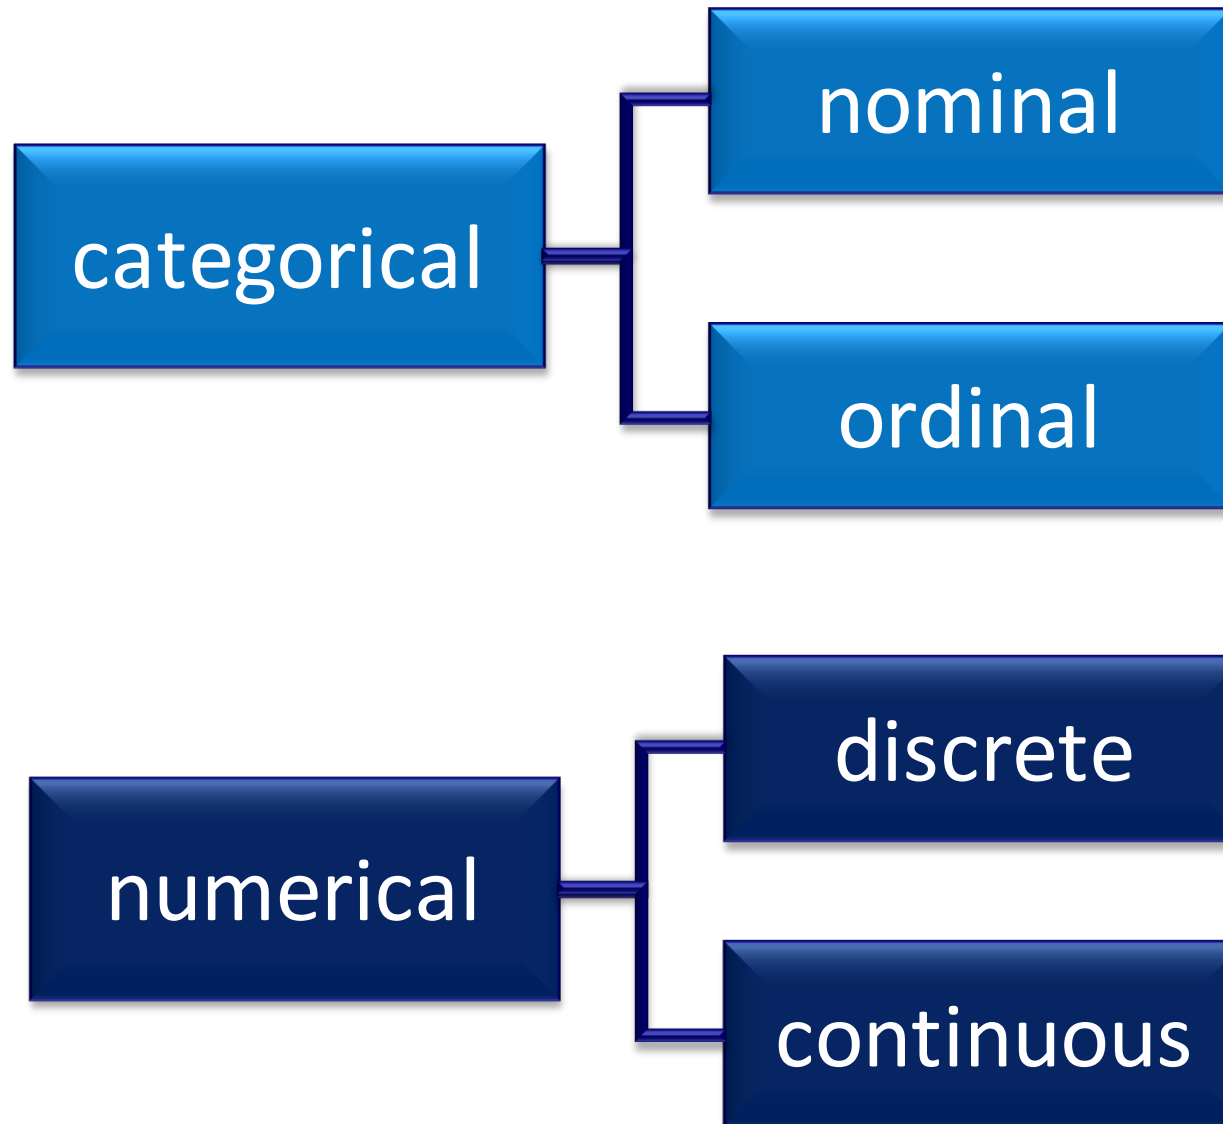 categorical
nominal
ordinal
numerical
discrete
continuous